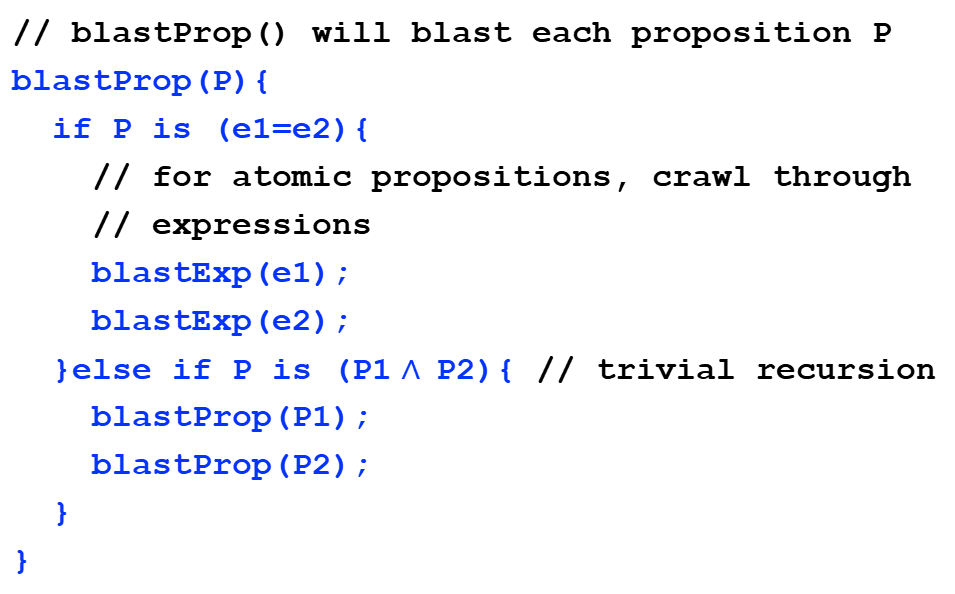 // blastProp() will blast each proposition P
blastProp(P){
if P is (e1=e2){
// for atomic propositions, crawl through
// expressions
blastExp(e1);
blastExp(e2);
}else if P is (P1 ∧ P2){ // trivial recursion
blastProp(P1);
blastProp(P2);
}
}